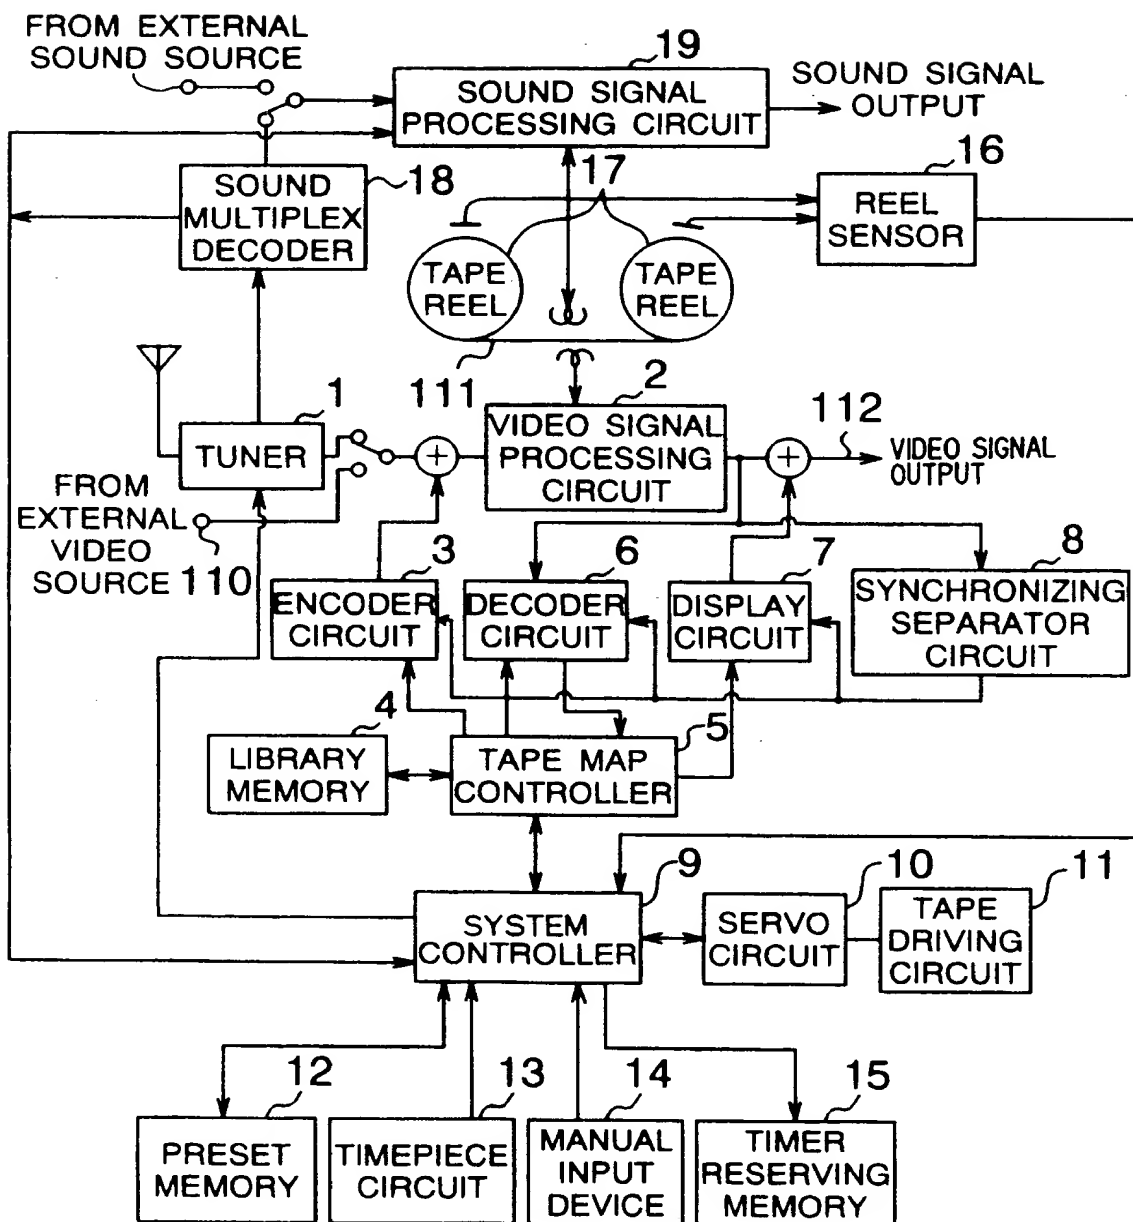 FROM EXTERNAL
SOUND SOURCE
19
SOUND SIGNAL
PROCESSING CIRCUIT
SOUND SIGNAL
OUTPUT
18
SOUND
MULTIPLEX
DECODER
17
16
REEL
SENSOR
TAPE
REEL
TAPE
REEL
111
1
TUNER
2
VIDEO SIGNAL
PROCESSING
CIRCUIT
112
VIDEO SIGNAL
OUTPUT
FROM
EXTERNAL
VIDEO
SOURCE 110
3
ENCODER
CIRCUIT
6
DECODER
CIRCUIT
7
DISPLAY
CIRCUIT
8
SYNCHRONIZING
SEPARATOR
CIRCUIT
4
LIBRARY
MEMORY
5
TAPE MAP
CONTROLLER
9
SYSTEM
CONTROLLER
10
SERVO
CIRCUIT
11
TAPE
DRIVING
CIRCUIT
12
PRESET
MEMORY
13
TIMEPIECE
CIRCUIT
14
MANUAL
INPUT
DEVICE
15
TIMER
RESERVING
MEMORY